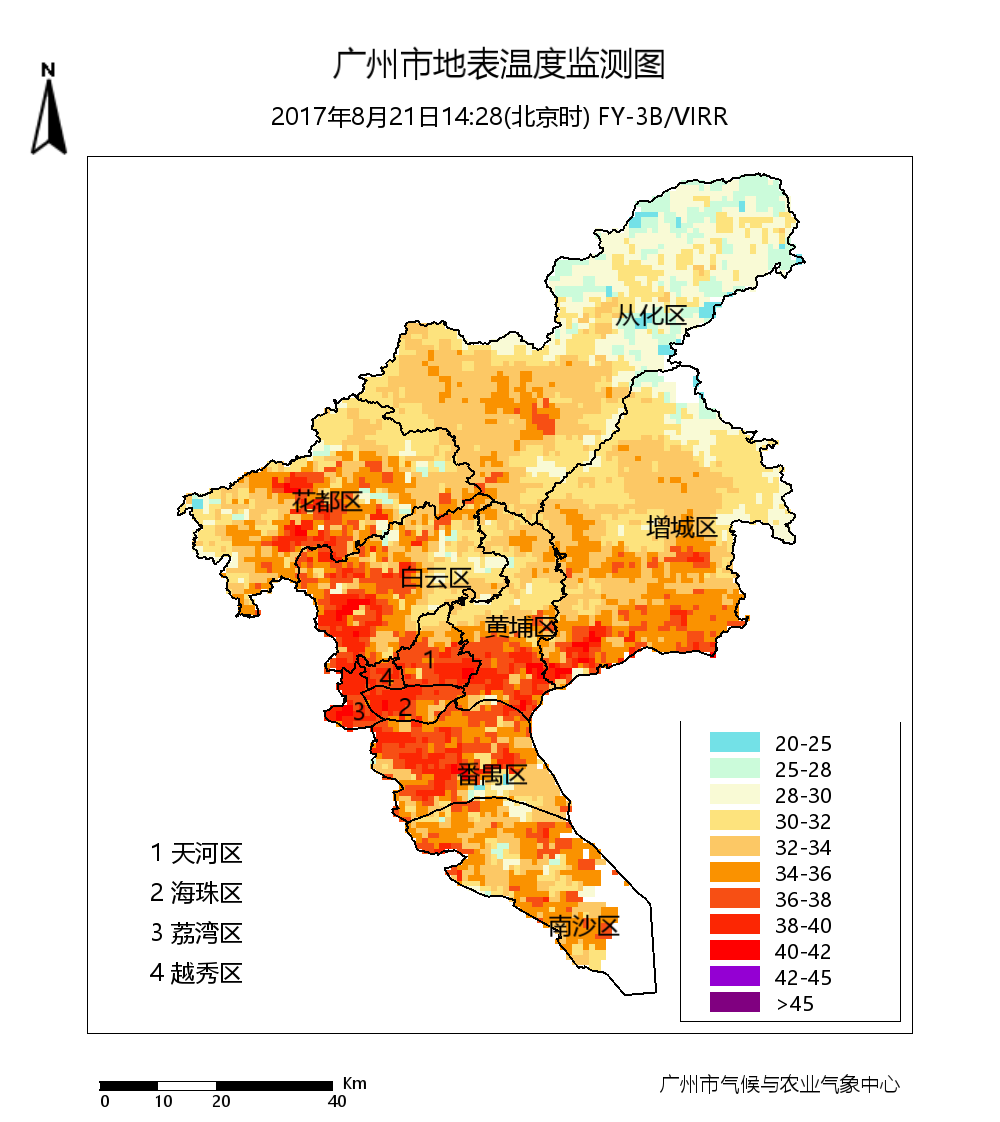 广州市地表温度监测图
N
2017年8月21日14:28(北京时) FY-3B/VIRR
从化区
花都区
增城区
白云区
黄埔区
1
4
3
2
番禺区
南沙区
20-25
25-28
28-30
30-32
32-34
34-36
36-38
38-40
40-42
42-45
>45
1 天河区
2 海珠区
3 荔湾区
4 越秀区
Km
0 10 20 40
广州市气候与农业气象中心